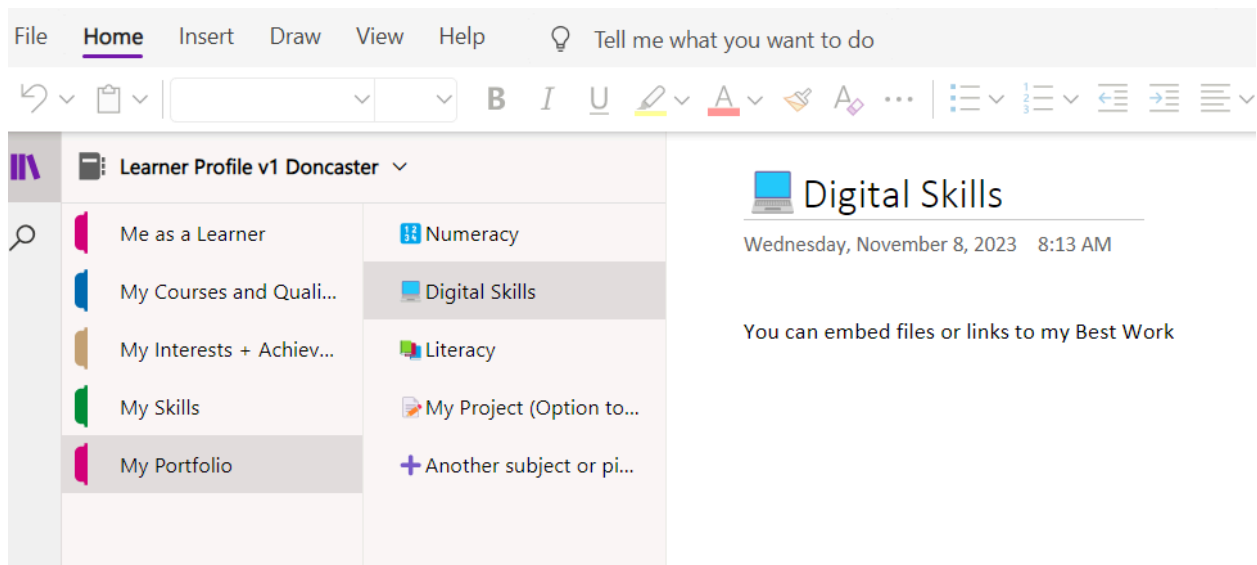 File Home Insert Draw View Help Tell me what you want to do
B I U A A
Learner Profile v1 Doncaster
Me as a Learner
My Courses and Quali...
My Interests + Achiev...
My Skills
My Portfolio
Numeracy
Digital Skills
Literacy
My Project (Option to...
Another subject or pi...
Digital Skills
Wednesday, November 8, 2023 8:13 AM
You can embed files or links to my Best Work